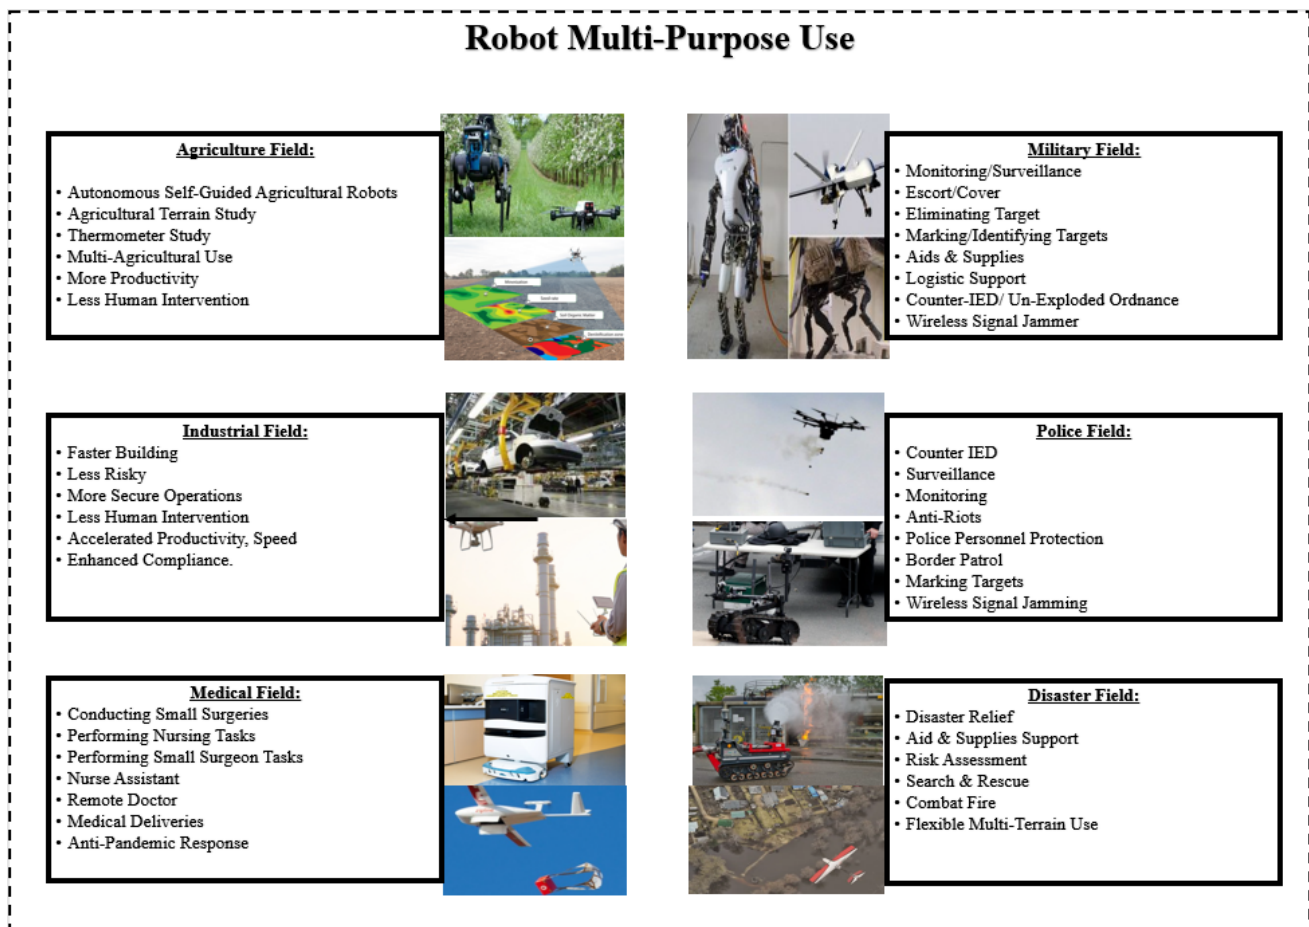 Robot Multi-Purpose Use
Agriculture Field:
• Autonomous Self-Guided Agricultural Robots
• Agricultural Terrain Study
• Thermometer Study
• Multi-Agricultural Use
• More Productivity
• Less Human Intervention
Military Field:
• Monitoring/Surveillance
• Escort/Cover
• Eliminating Target
• Marking/Identifying Targets
• Aids & Supplies
• Logistic Support
• Counter-IED/ Un-Exploded Ordnance
• Wireless Signal Jammer
Industrial Field:
• Faster Building
• Less Risky
• More Secure Operations
• Less Human Intervention
• Accelerated Productivity, Speed
• Enhanced Compliance.
Police Field:
• Counter IED
• Surveillance
• Monitoring
• Anti-Riots
• Police Personnel Protection
• Border Patrol
• Marking Targets
• Wireless Signal Jamming
Medical Field:
• Conducting Small Surgeries
• Performing Nursing Tasks
• Performing Small Surgeon Tasks
• Nurse Assistant
• Remote Doctor
• Medical Deliveries
• Anti-Pandemic Response
Disaster Field:
• Disaster Relief
• Aid & Supplies Support
• Risk Assessment
• Search & Rescue
• Combat Fire
• Flexible Multi-Terrain Use